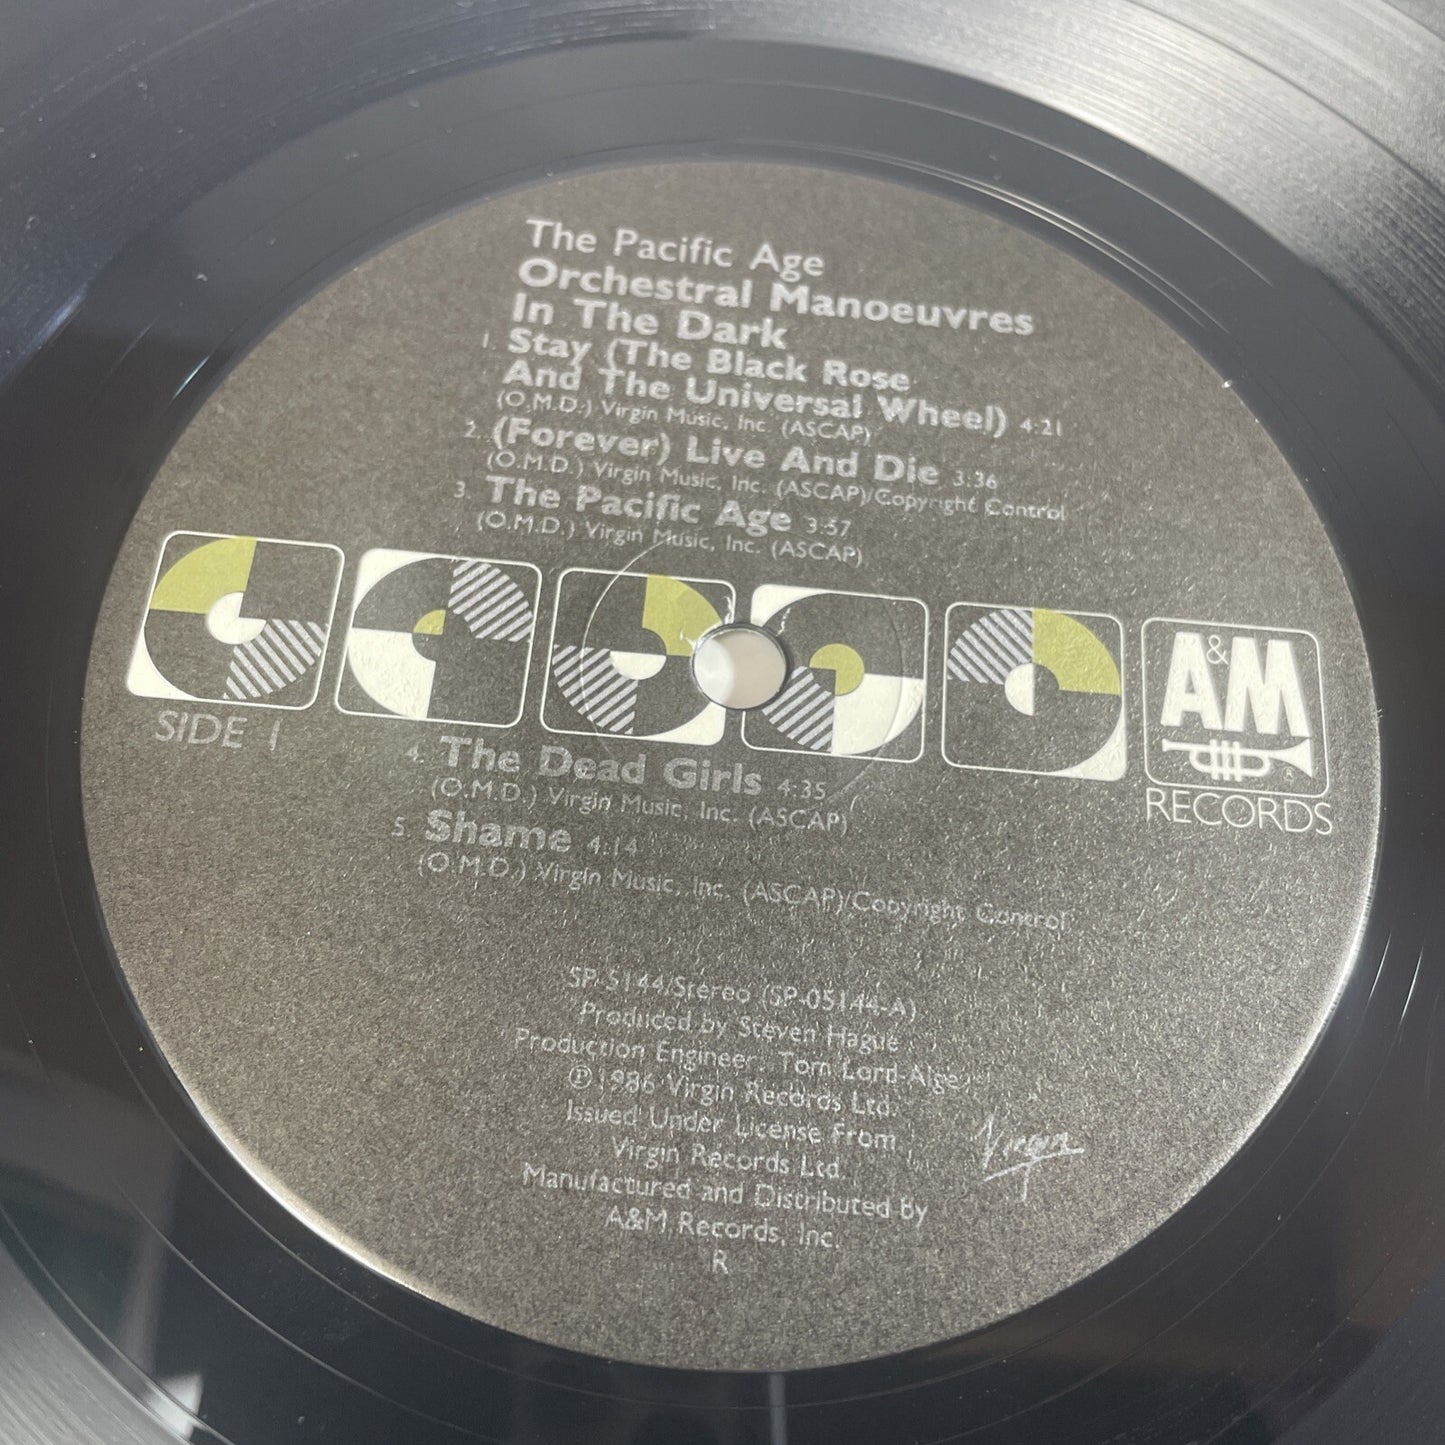 The Pacific Age
Orchestral Manoeuvres
In The Dark
1. Stay (The Black Rose
And The Universal Wheel) 4:21
(O.M.D.) Virgin Music, Inc. (ASCAP)
2. (Forever) Live And Die 3:36
(O.M.D.) Virgin Music, Inc. (ASCAP)/Copyright Control
3. The Pacific Age 3:57
(O.M.D.) Virgin Music, Inc. (ASCAP)
A&M
®
RECORDS
SIDE 1
4. The Dead Girls 4:35
(O.M.D.) Virgin Music, Inc. (ASCAP)
5. Shame 4:14
(O.M.D.) Virgin Music, Inc. (ASCAP)/Copyright Control
SP-5144/Stereo (SP-05144-A)
Produced by Steven Hague
Production Engineer: Tom Lord-Alge
℗1986 Virgin Records Ltd.
Issued Under License From
Virgin Records Ltd.
Virgin
Manufactured and Distributed By
A&M Records, Inc.
R